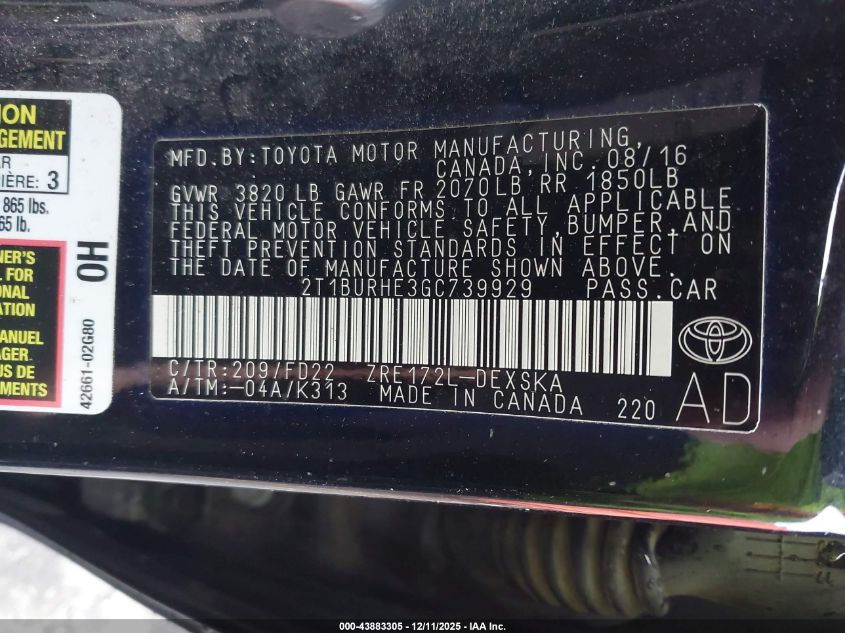 ION
GEMENT
AR
IÈRE: 3
865 lbs.
65 lb.
NER'S
L FOR
ONAL
ATION
ANUEL
AGER.
US DE
NS
OH
42661-02G80
MFD.BY:TOYOTA MOTOR MANUFACTURING,
CANADA,INC.08/16
GVWR 3820 LB GAWR FR 2070LB RR 1850LB
THIS VEHICLE CONFORMS TO ALL APPLICABLE
FEDERAL MOTOR VEHICLE SAFETY,BUMPER,AND
THEFT PREVENTION STANDARDS IN EFFECT ON
THE DATE OF MANUFACTURE SHOWN ABOVE.
2T1BURHE3GC739929 PASS.CAR
C/TR:209/FD22 ZRE172L-DEXSKA
A/TM:-04A/K313 MADE IN CANADA 220
AD
000-43883305 • 12/11/2025 • IAA Inc.